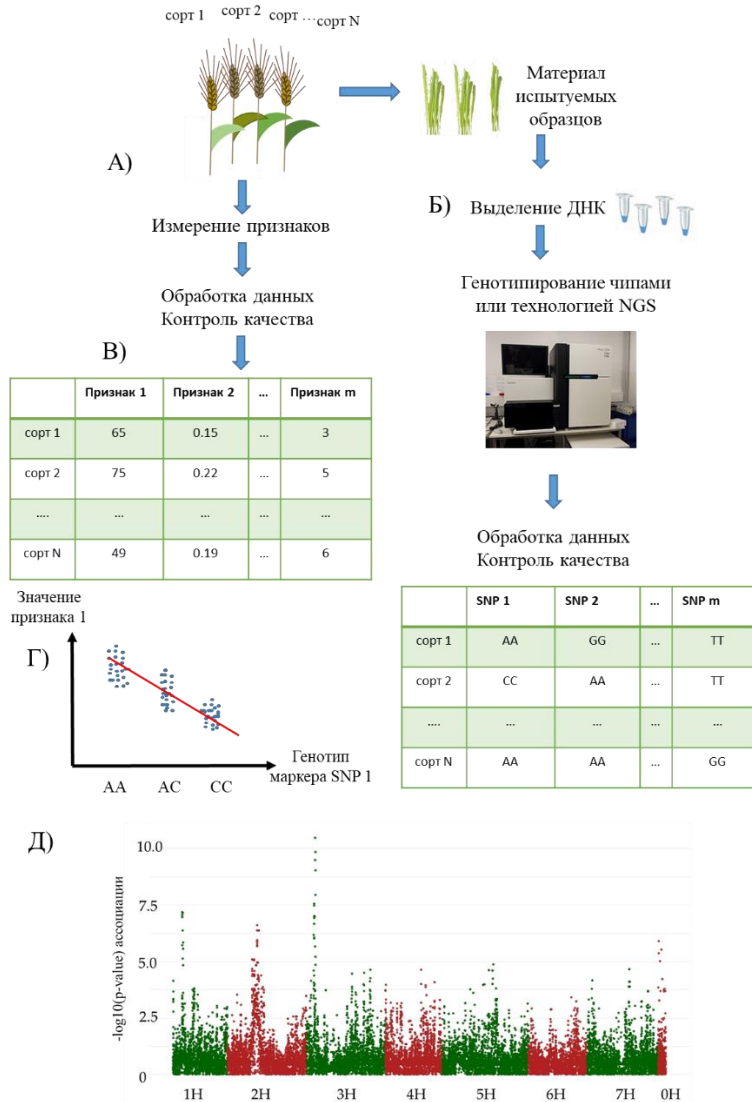 сорт 1 сорт 2 сорт … сорт N
Материал
испытуемых
образцов
А)
Измерение признаков
Обработка данных
Контроль качества
Б) Выделение ДНК
Генотипирование чипами
или технологией NGS
В)
Признак 1 Признак 2 ... Признак m
сорт 1 65 0.15 ... 3
сорт 2 75 0.22 ... 5
.... ... ... ... ...
сорт N 49 0.19 ... 6
Обработка данных
Контроль качества
SNP 1 SNP 2 ... SNP m
сорт 1 AA GG ... TT
сорт 2 CC AA ... TT
.... ... ... ... ...
сорт N AA AA ... GG
Значение
признака 1
Г)
Генотип
маркера SNP 1
AA AC CC
Д)
-log10(p-value) ассоциации
10.0
7.5
5.0
2.5
0
1H 2H 3H 4H 5H 6H 7H 0H